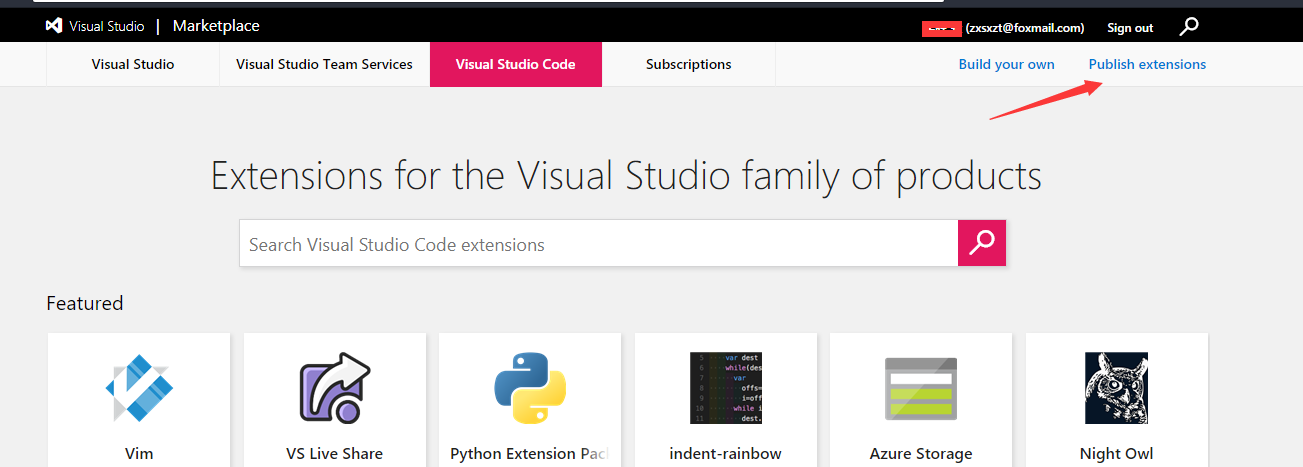 Visual Studio | Marketplace
(zxsxzt@foxmail.com) Sign out
Visual Studio Visual Studio Team Services Visual Studio Code Subscriptions Build your own Publish extensions
Extensions for the Visual Studio family of products
Search Visual Studio Code extensions
Featured
5 var dest
6 while(des
7 var
8 offs=
9 i=off
10 while i
11 dest.
Vim VS Live Share Python Extension Pac indent-rainbow Azure Storage Night Owl